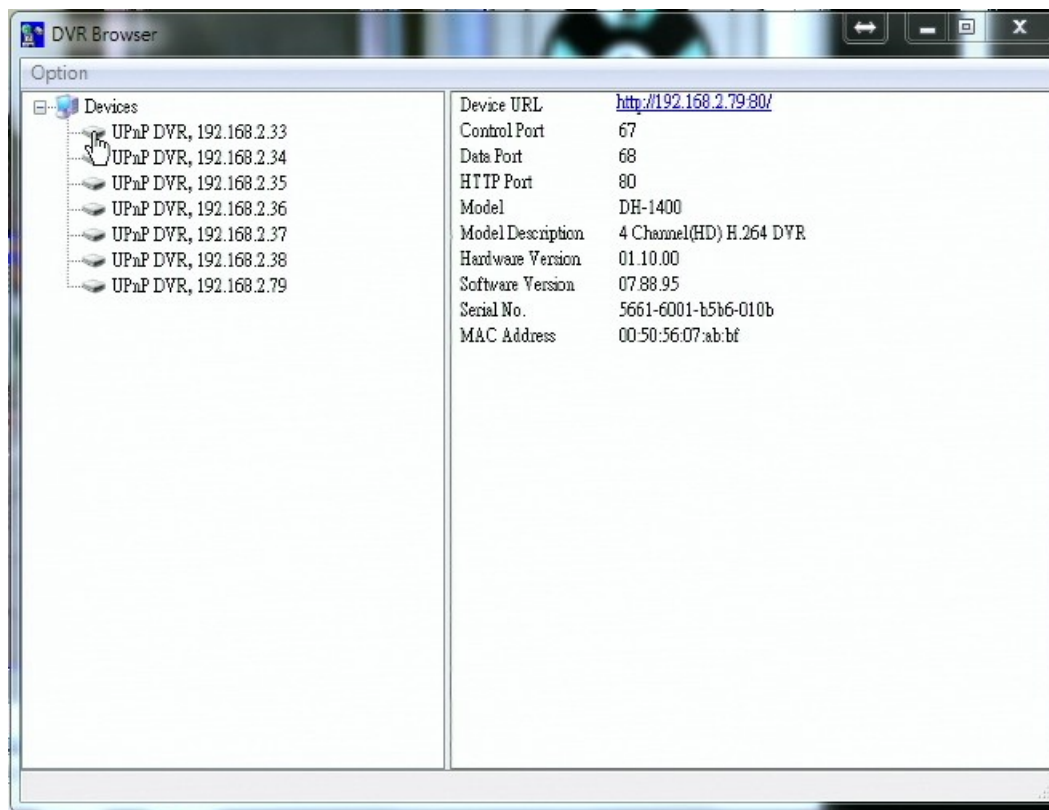 DVR Browser
Option
Devices
UPnP DVR, 192.168.2.33
UPnP DVR, 192.168.2.34
UPnP DVR, 192.168.2.35
UPnP DVR, 192.168.2.36
UPnP DVR, 192.168.2.37
UPnP DVR, 192.168.2.38
UPnP DVR, 192.168.2.79
Device URL http://192.168.2.79:80/
Control Port 67
Data Port 68
HTTP Port 80
Model DH-1400
Model Description 4 Channel(HD) H.264 DVR
Hardware Version 01.10.00
Software Version 07.88.95
Serial No. 5661-6001-b5b6-010b
MAC Address 00:50:56:07:ab:bf